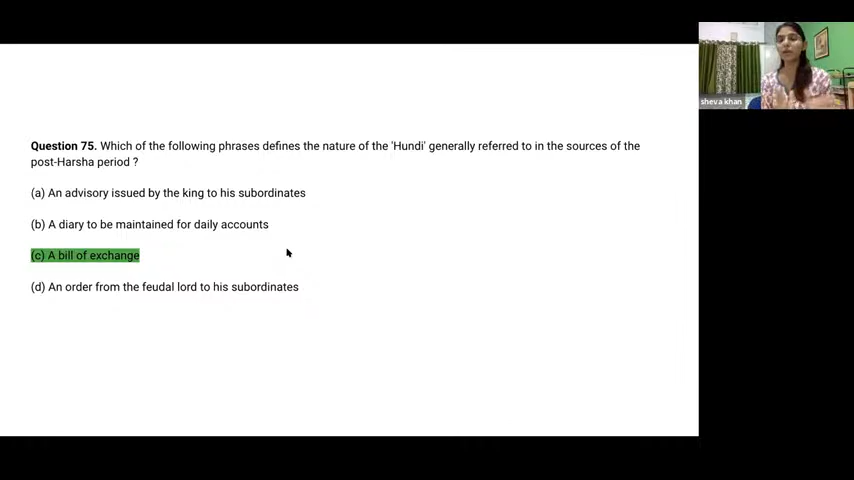 Question 75. Which of the following phrases defines the nature of the 'Hundi' generally referred to in the sources of the
post-Harsha period ?
(a) An advisory issued by the king to his subordinates
(b) A diary to be maintained for daily accounts
(c) A bill of exchange
(d) An order from the feudal lord to his subordinates
sheva khan